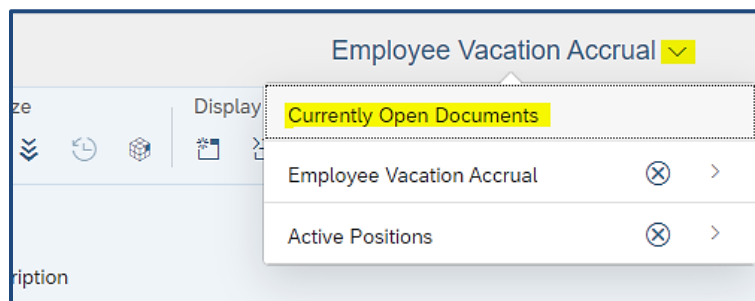 Employee Vacation Accrual
ze
Display
Currently Open Documents
Employee Vacation Accrual
Active Positions
ription